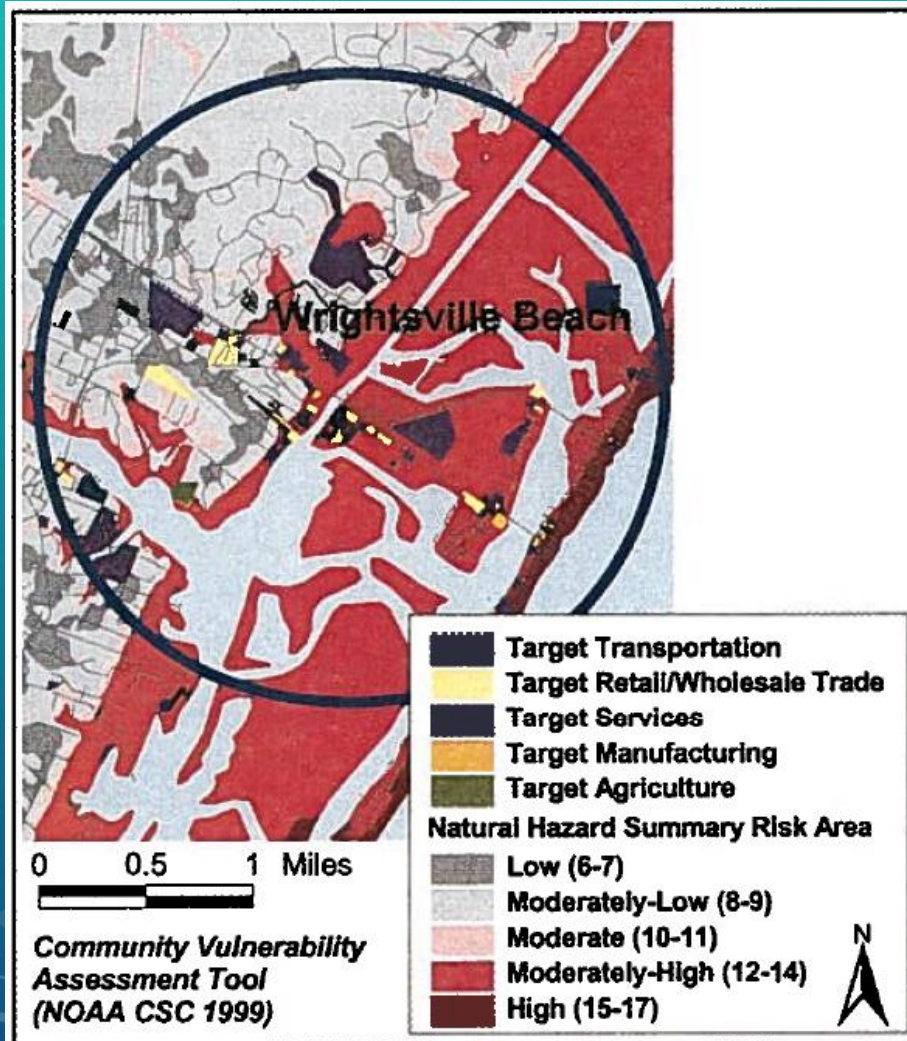 Wrightsville Beach
Target Transportation
Target Retail/Wholesale Trade
Target Services
Target Manufacturing
Target Agriculture
Natural Hazard Summary Risk Area
Low (6-7)
Moderately-Low (8-9)
Moderate (10-11)
Moderately-High (12-14)
High (15-17)
N
0 0.5 1 Miles
Community Vulnerability
Assessment Tool
(NOAA CSC 1999)